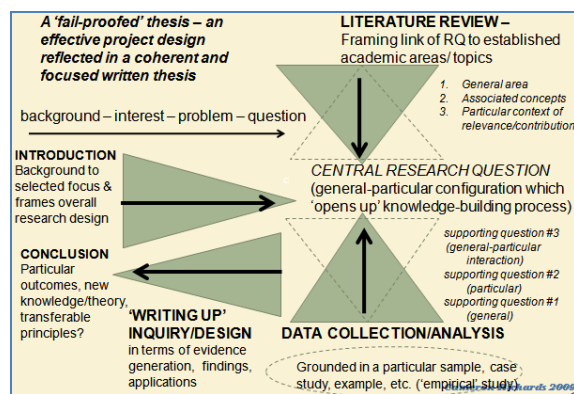 A 'fail-proofed' thesis – an
effective project design
reflected in a coherent and
focused written thesis
LITERATURE REVIEW –
Framing link of RQ to established
academic areas/ topics
1. General area
2. Associated concepts
3. Particular context of
relevance/contribution)
background – interest – problem – question
INTRODUCTION
Background to
selected focus &
frames overall
research design
CENTRAL RESEARCH QUESTION
(general-particular configuration which
'opens up' knowledge-building process)
supporting question #3
(general-particular
interaction)
supporting question #2
(particular)
supporting question #1
(general)
CONCLUSION
Particular
outcomes, new
knowledge/theory,
transferable
principles?
'WRITING UP'
INQUIRY/DESIGN
in terms of evidence
generation, findings,
applications
DATA COLLECTION/ANALYSIS
Grounded in a particular sample, case
study, example, etc. ('empirical' study)
Cameron Richards 2009